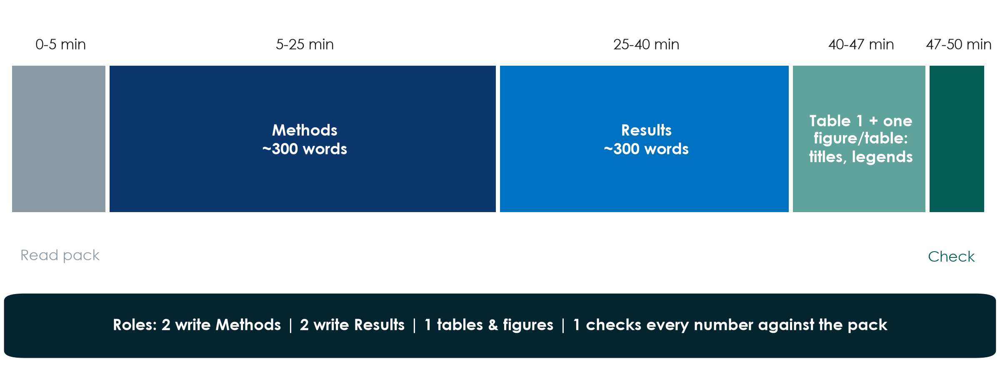 0-5 min
5-25 min
25-40 min
40-47 min
47-50 min
Methods
~300 words
Results
~300 words
Table 1 + one
figure/table:
titles, legends
Read pack
Check
Roles: 2 write Methods | 2 write Results | 1 tables & figures | 1 checks every number against the pack